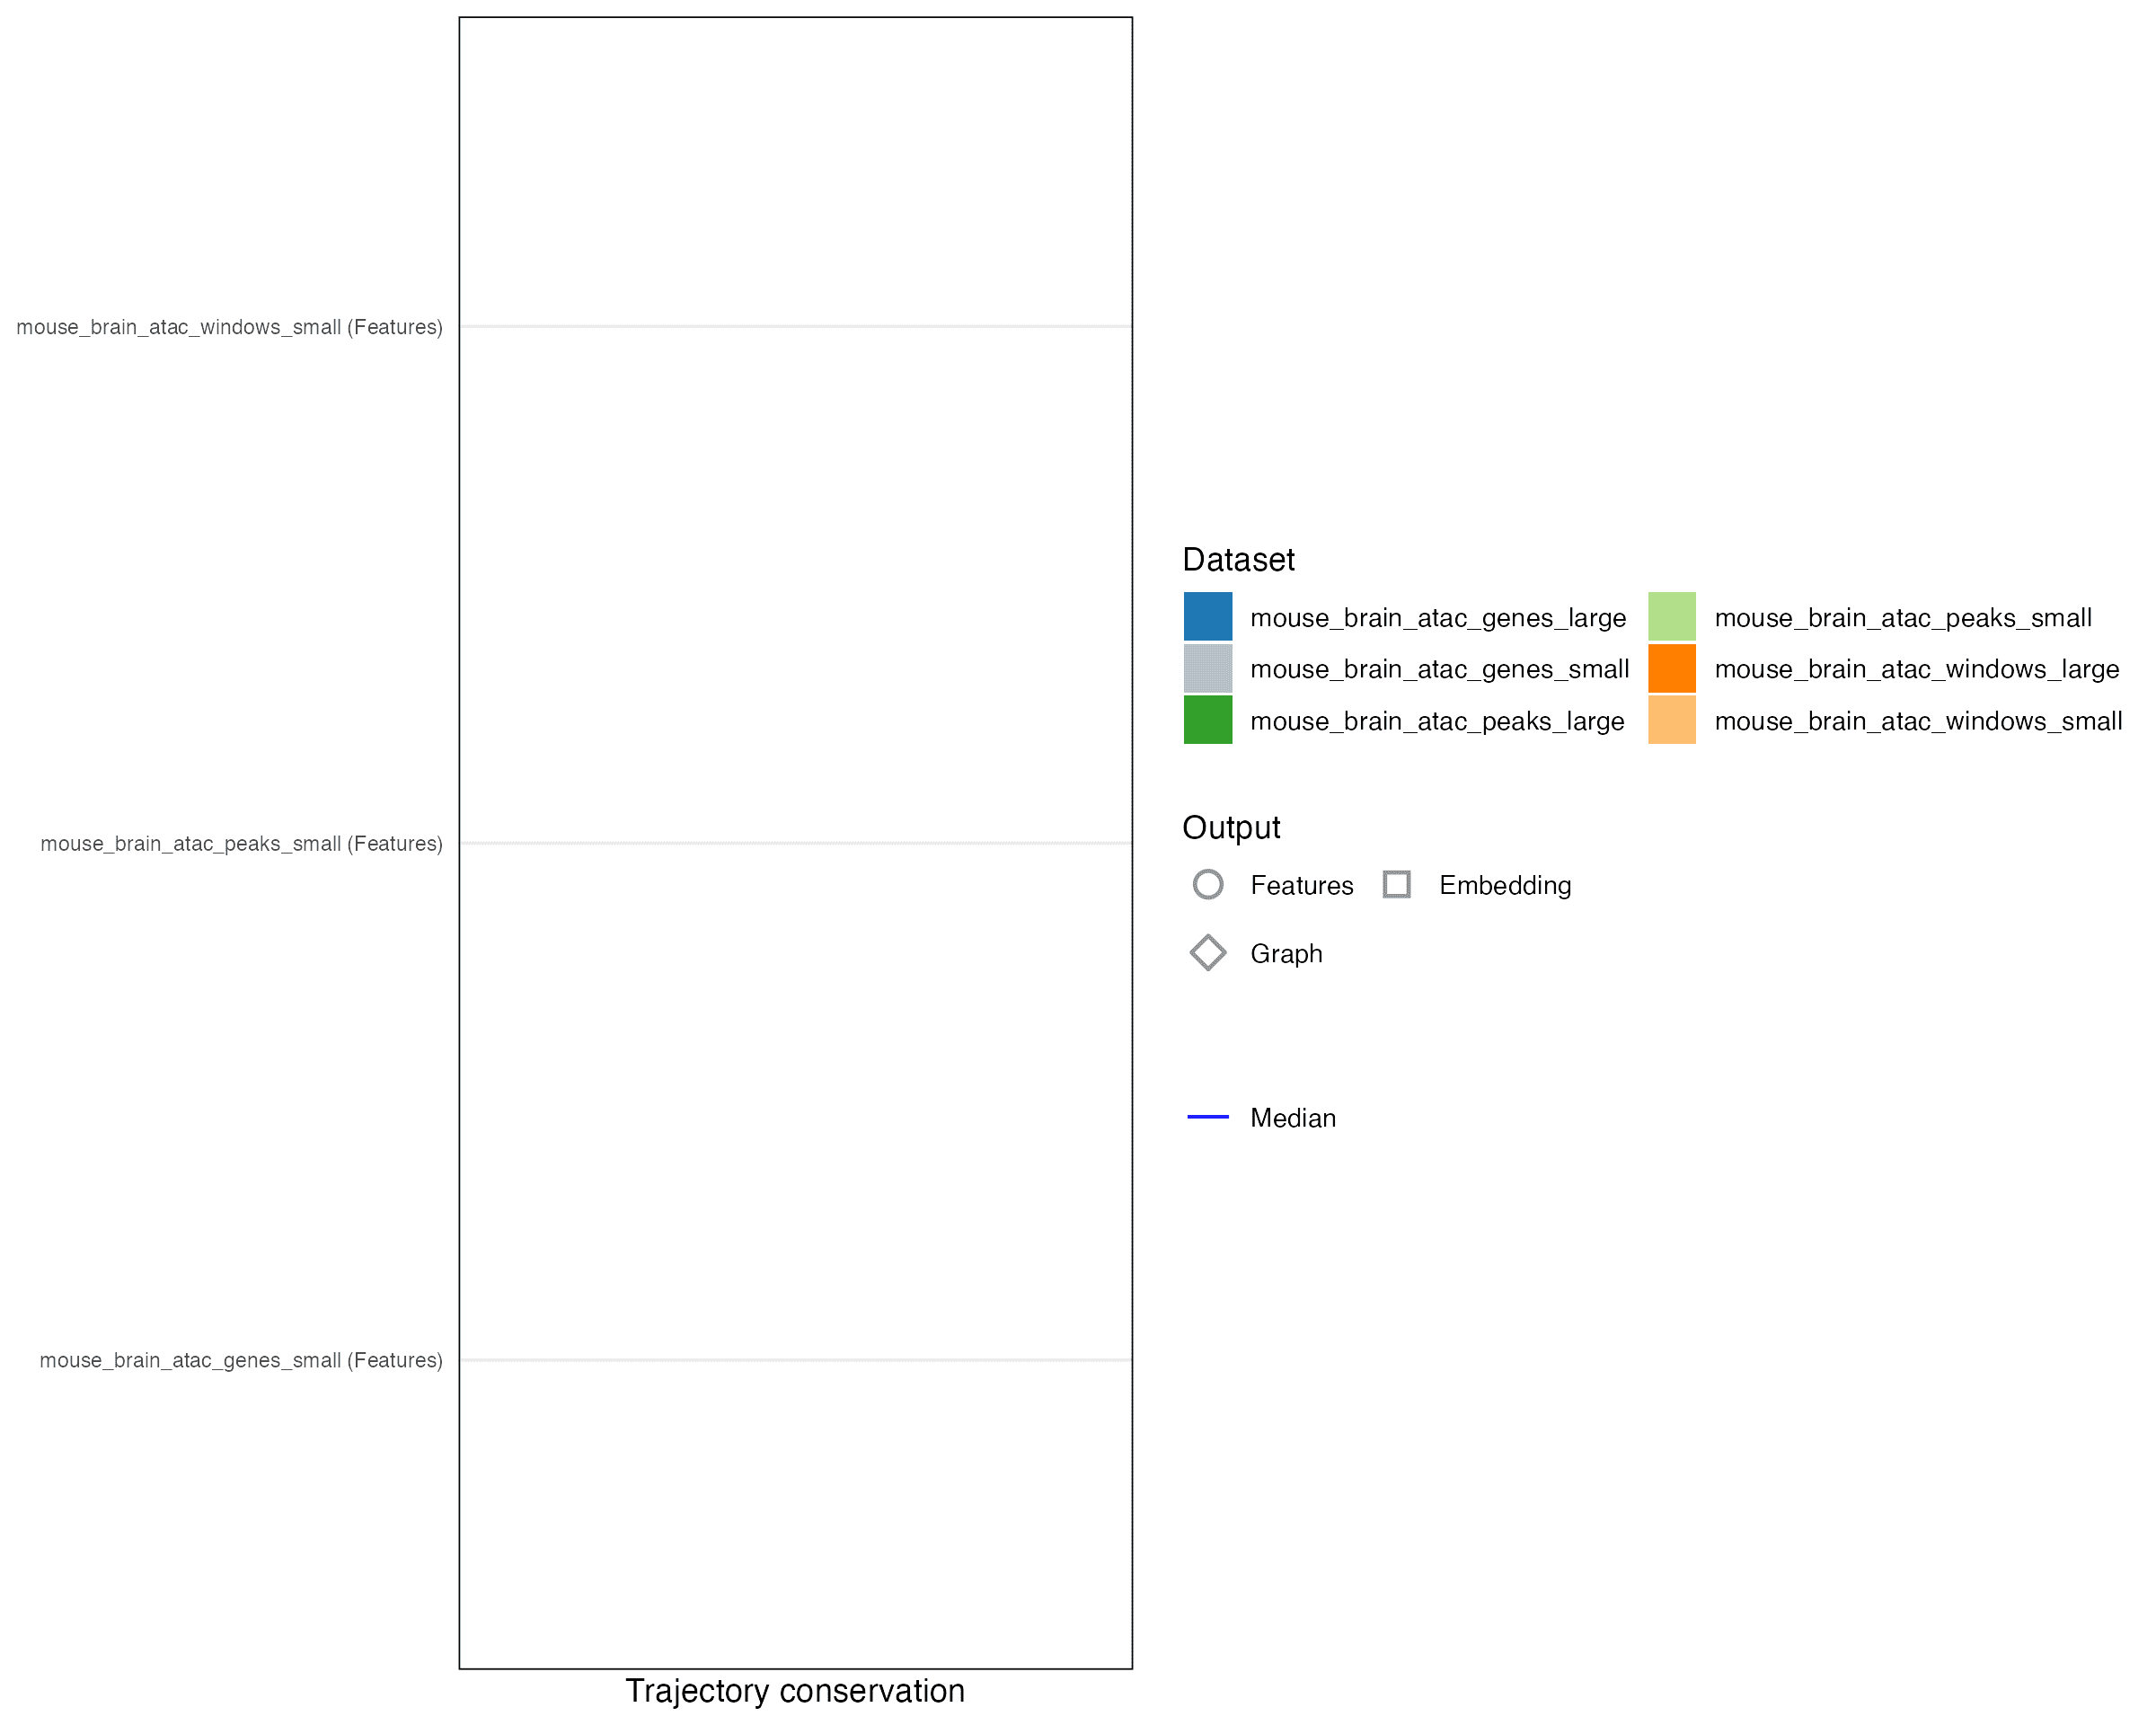 mouse_brain_atac_windows_small (Features)
mouse_brain_atac_peaks_small (Features)
mouse_brain_atac_genes_small (Features)
Trajectory conservation
Dataset
mouse_brain_atac_genes_large
mouse_brain_atac_peaks_small
mouse_brain_atac_genes_small
mouse_brain_atac_windows_large
mouse_brain_atac_peaks_large
mouse_brain_atac_windows_small
Output
Features
Embedding
Graph
Median